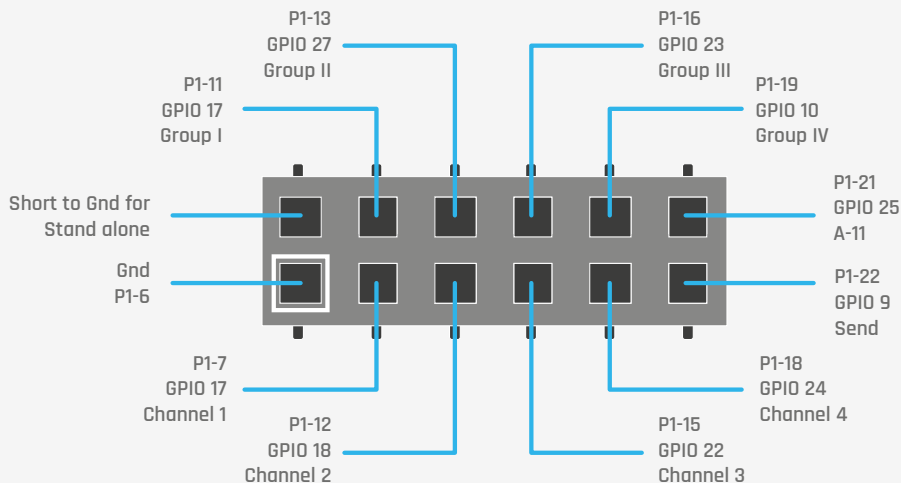 P1-13
GPIO 27
Group II
P1-16
GPIO 23
Group III
P1-11
GPIO 17
Group I
P1-19
GPIO 10
Group IV
Short to Gnd for
Stand alone
P1-21
GPIO 25
A-11
Gnd
P1-6
P1-22
GPIO 9
Send
P1-7
GPIO 17
Channel 1
P1-18
GPIO 24
Channel 4
P1-12
GPIO 18
Channel 2
P1-15
GPIO 22
Channel 3